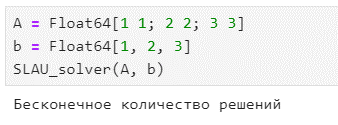 A = Float64[1 1; 2 2; 3 3]
b = Float64[1, 2, 3]
SLAU_solver(A, b)
Бесконечное количество решений